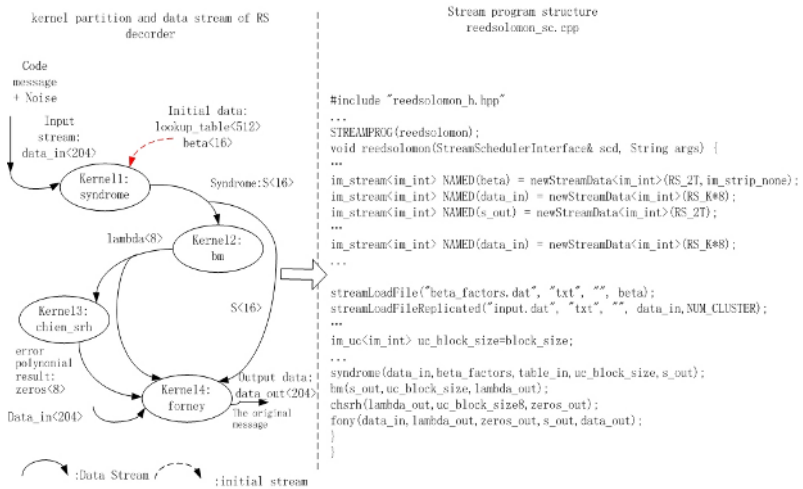 kernel partition and data stream of RS
decorder
Code
message
+ Noise
Input
stream:
data_in<204>
Initial data:
lookup_table<512>
beta<16>
Kernel1:
syndrome
Syndrome:S<16>
lambda<8>
Kernel2:
bm
S<16>
Kernel3:
chien_srh
error
polynonial
result:
zeros<8>
Data_in<204>
Kernel4:
forney
Output data:
data_out<204>
The original
message
:Data Stream
:initial stream
Stream program structure
reedsolomon_sc.cpp
#include "reedsolomon_h.hpp"
...
STREAMPROG(reedsolomon);
void reedsolomon(StreamSchedulerInterface& scd, String args) {
...
im_stream<im_int> NAMED(beta) = newStreamData<im_int>(RS_2T,im_strip_none);
im_stream<im_int> NAMED(data_in) = newStreamData<im_int>(RS_K*8);
im_stream<im_int> NAMED(s_out) = newStreamData<im_int>(RS_2T);
...
im_stream<im_int> NAMED(data_in) = newStreamData<im_int>(RS_K*8);
...
streamLoadFile("beta_factors.dat", "txt", "", beta);
streamLoadFileReplicated("input.dat", "txt", "", data_in,NUM_CLUSTER);
...
im_uc<im_int> uc_block_size=block_size;
...
syndrome(data_in,beta_factors,table_in,uc_block_size,s_out);
bm(s_out,uc_block_size,lambda_out);
chsrh(lambda_out,uc_block_size8,zeros_out);
fony(data_in,lambda_out,zeros_out,s_out,data_out);
}
}